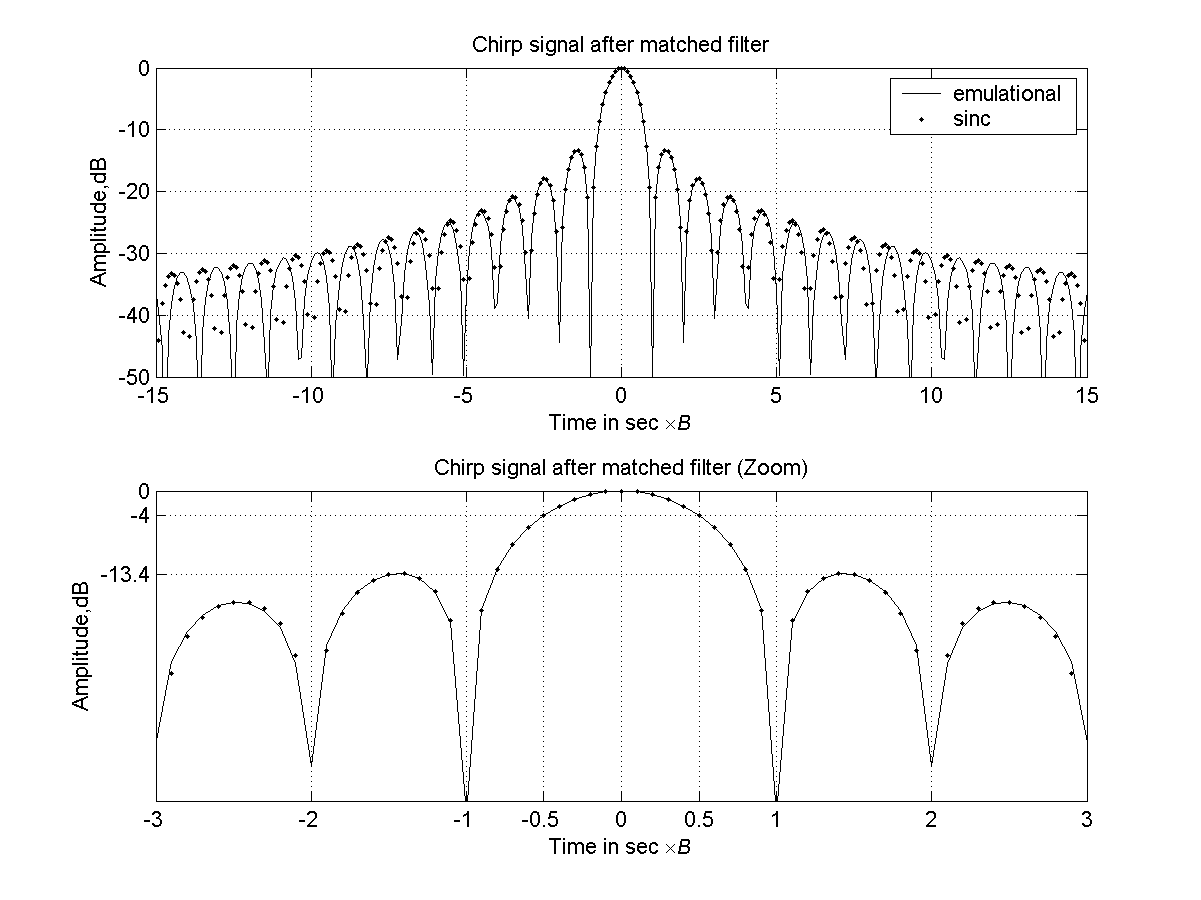 Chirp signal after matched filter
0
-10
-20
-30
-40
-50
Amplitude,dB
emulational
sinc
-15 -10 -5 0 5 10 15
Time in sec ×B
Chirp signal after matched filter (Zoom)
0
-4
-13.4
Amplitude,dB
-3 -2 -1 -0.5 0 0.5 1 2 3
Time in sec ×B